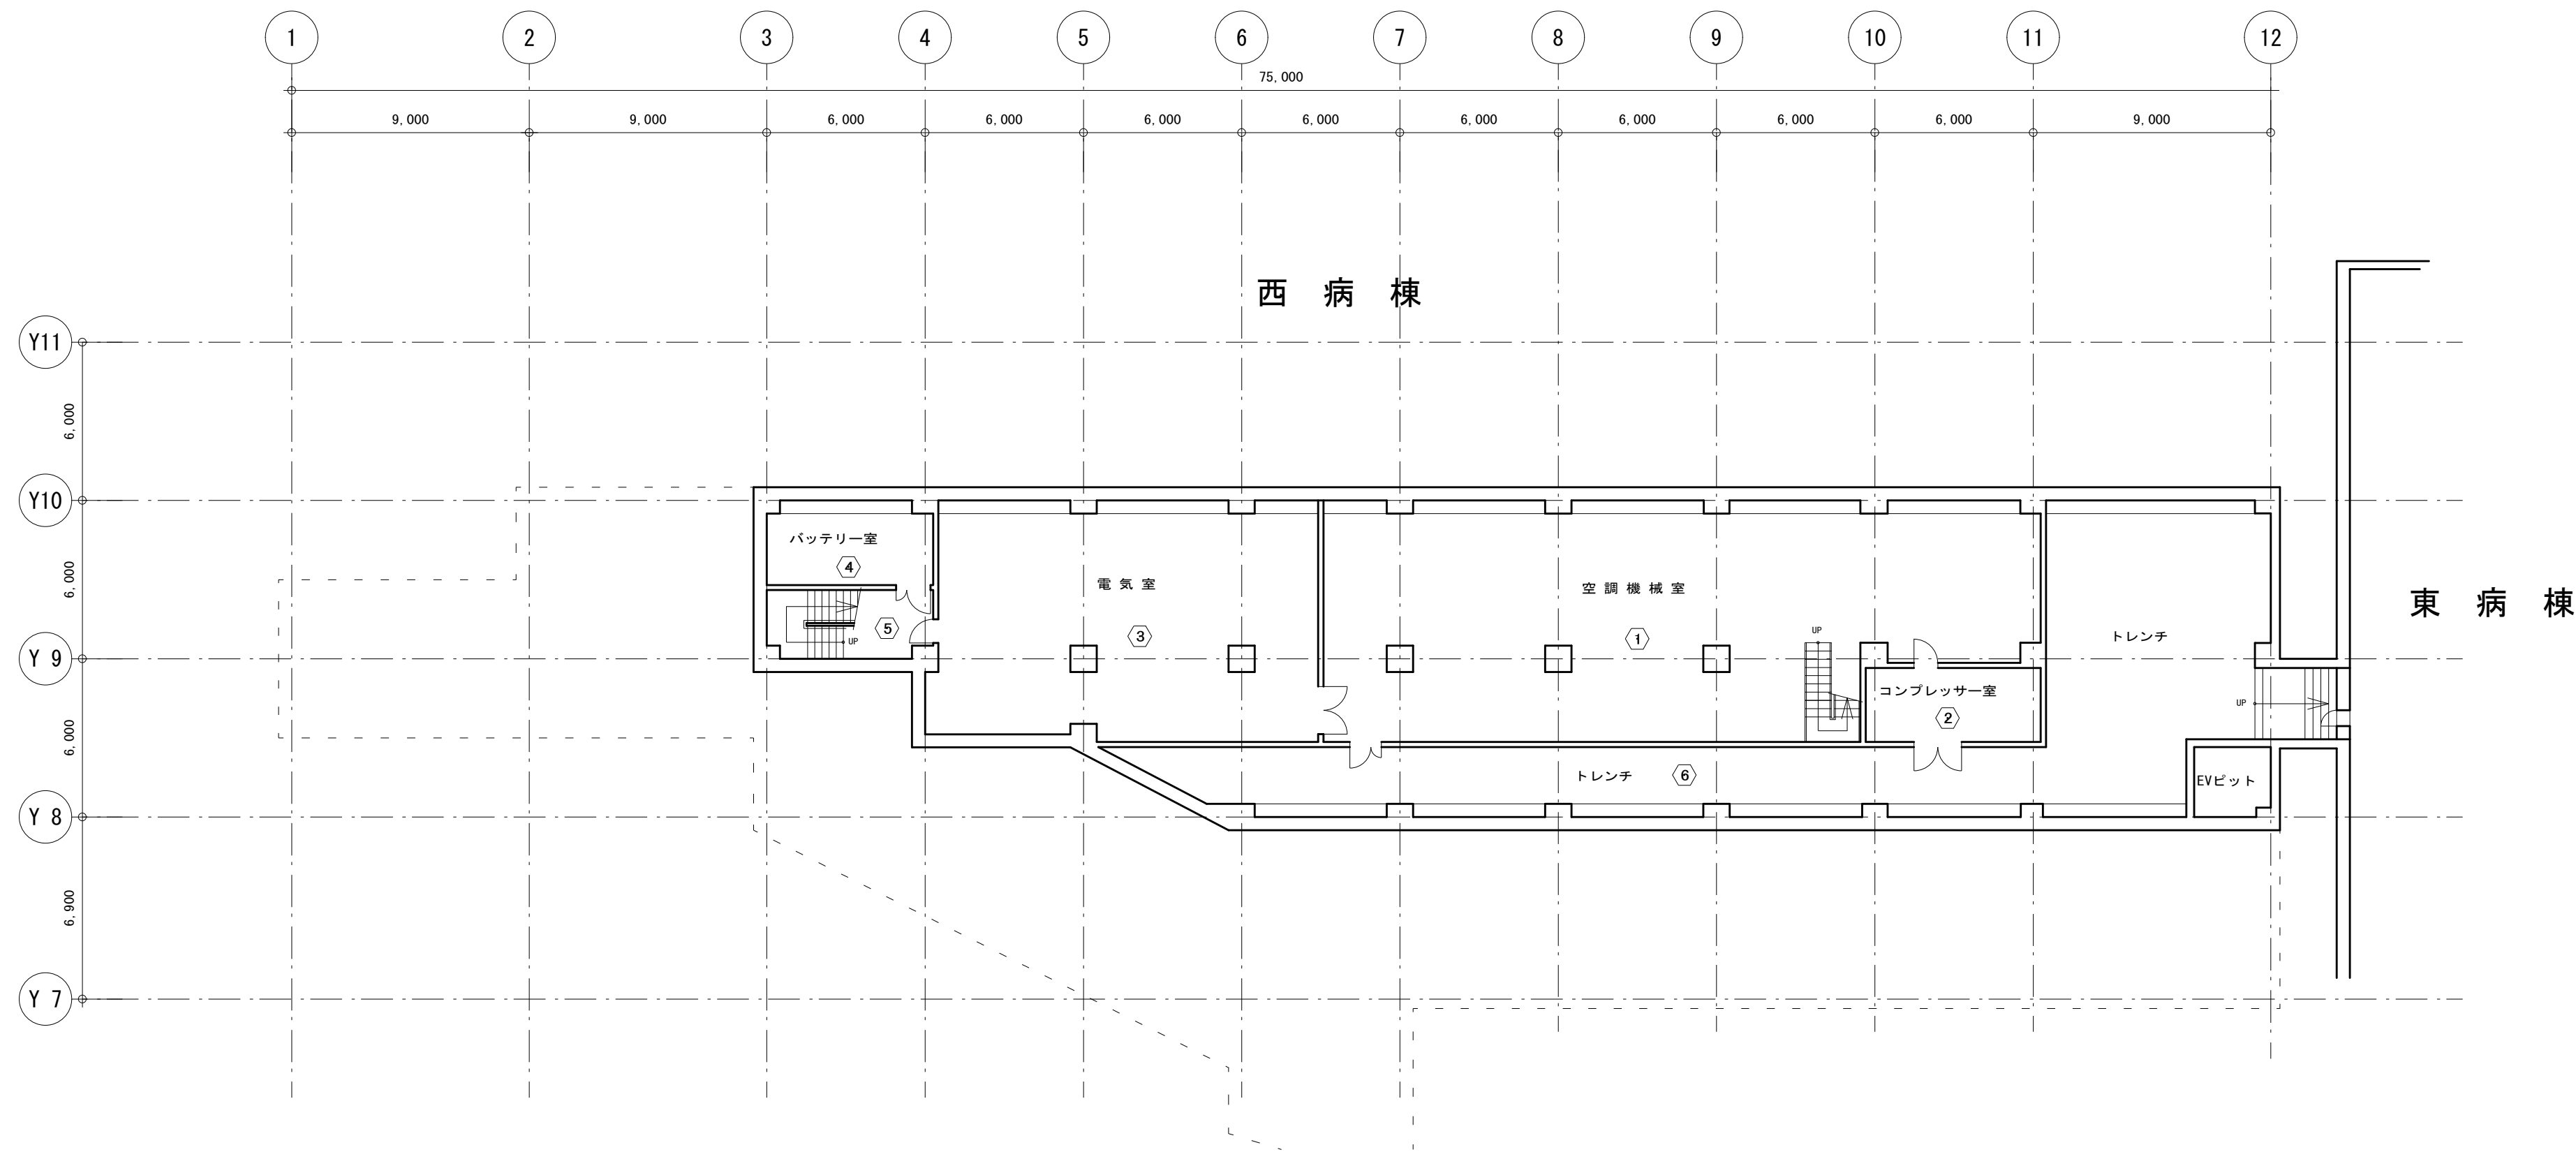 1 2 3 4 5 6 7 8 9 10 11 12
75,000
9,000 9,000 6,000 6,000 6,000 6,000 6,000 6,000 6,000 6,000 9,000
西 病 棟
Y11
6,000
Y10
バッテリー室
4
電 気 室
空 調 機 械 室
6,000
東 病 棟
5
UP
3
1
UP
トレンチ
Y 9
コンプレッサー室
2
UP
6,000
トレンチ 6
EVピット
Y 8
6,900
Y 7